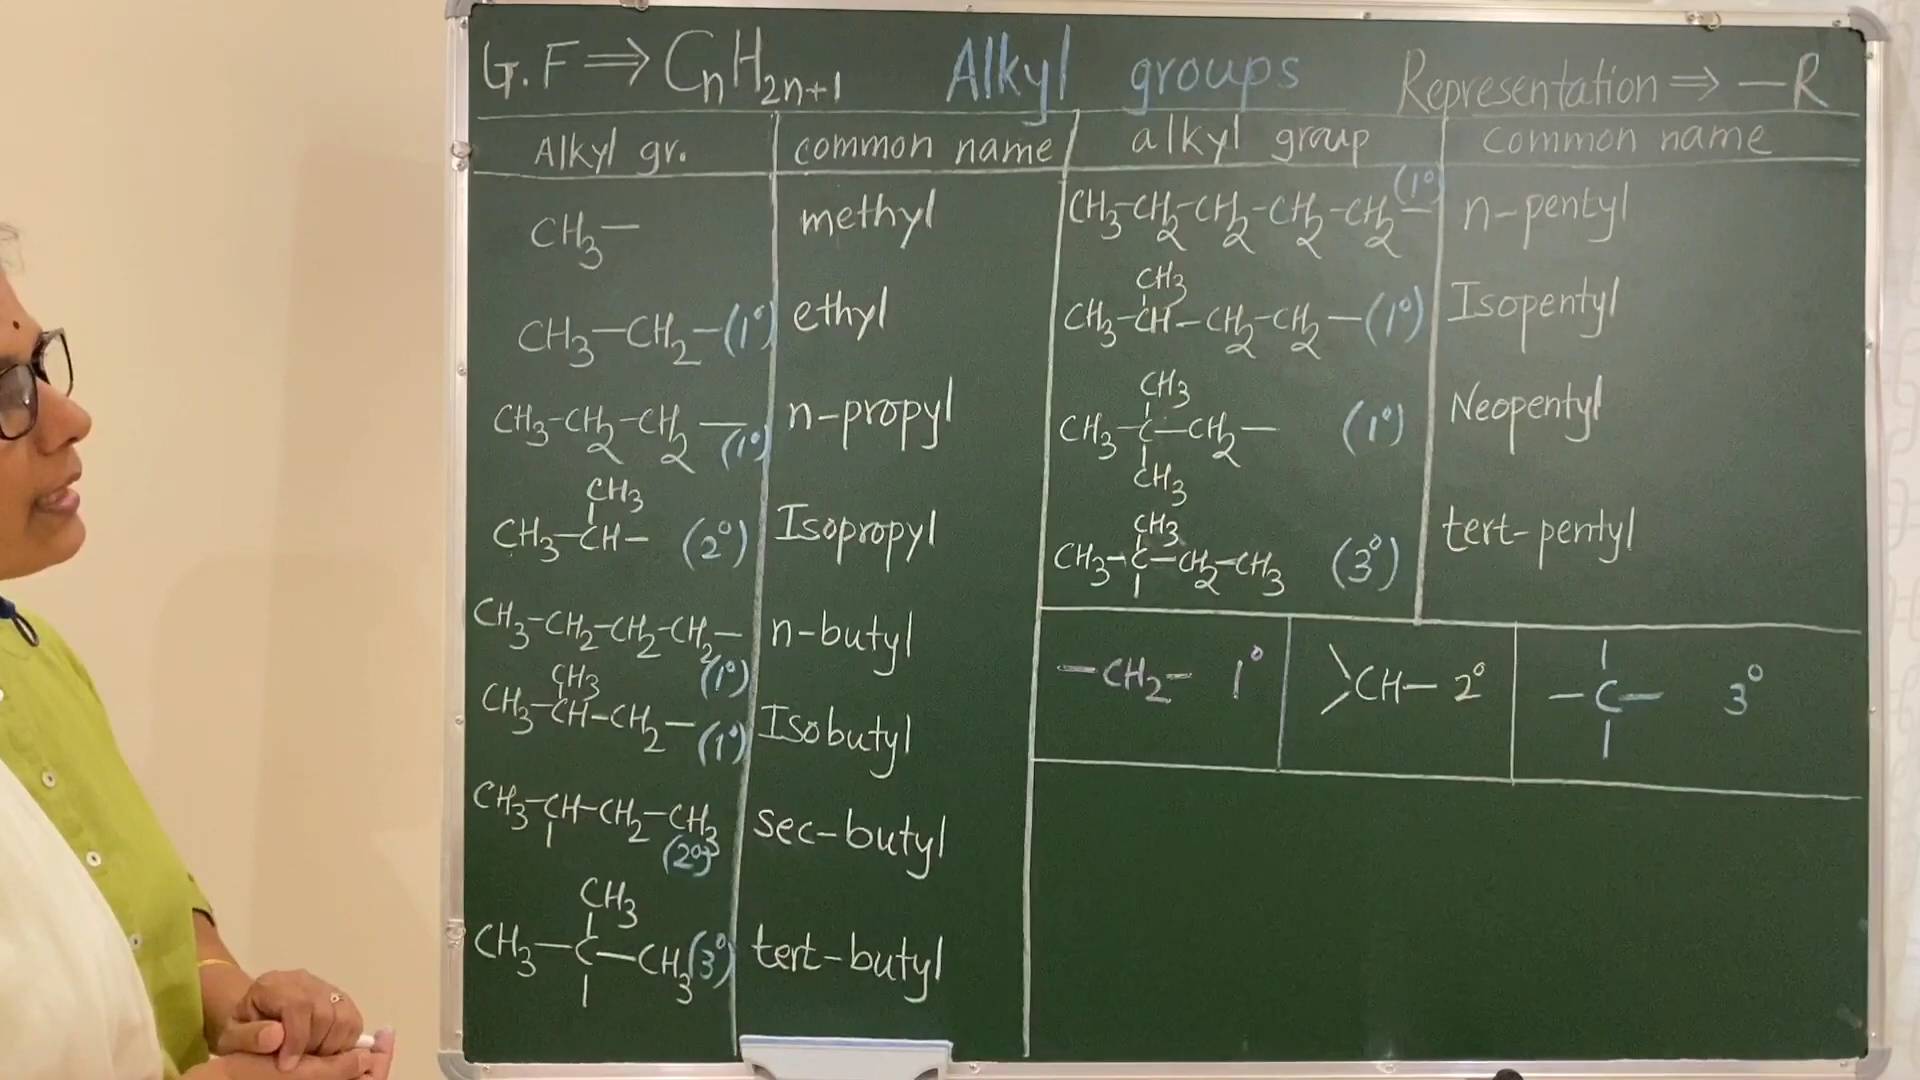 G.F ⇒ CnH2n+1 Alkyl groups Representation ⇒ —R
Alkyl gr. common name alkyl group common name
CH3— methyl
CH3—CH2—(1°) ethyl
CH3-CH2-CH2— (1°) n-propyl
CH3
CH3-CH- (2°) Isopropyl
CH3-CH2-CH2-CH2— (1°) n-butyl
CH3
CH3-CH-CH2— (1°) Isobutyl
CH3-CH-CH2-CH3 (2°) sec-butyl
CH3
CH3—C—CH3 (3°) tert-butyl
CH3-CH2-CH2-CH2-CH2— (1°) n-pentyl
CH3
CH3-CH-CH2-CH2—(1°) Isopentyl
CH3
CH3-C-CH2— (1°) Neopentyl
CH3
CH3
CH3-C-CH2-CH3 (3°) tert-pentyl
—CH2— 1° >CH— 2° —C— 3°